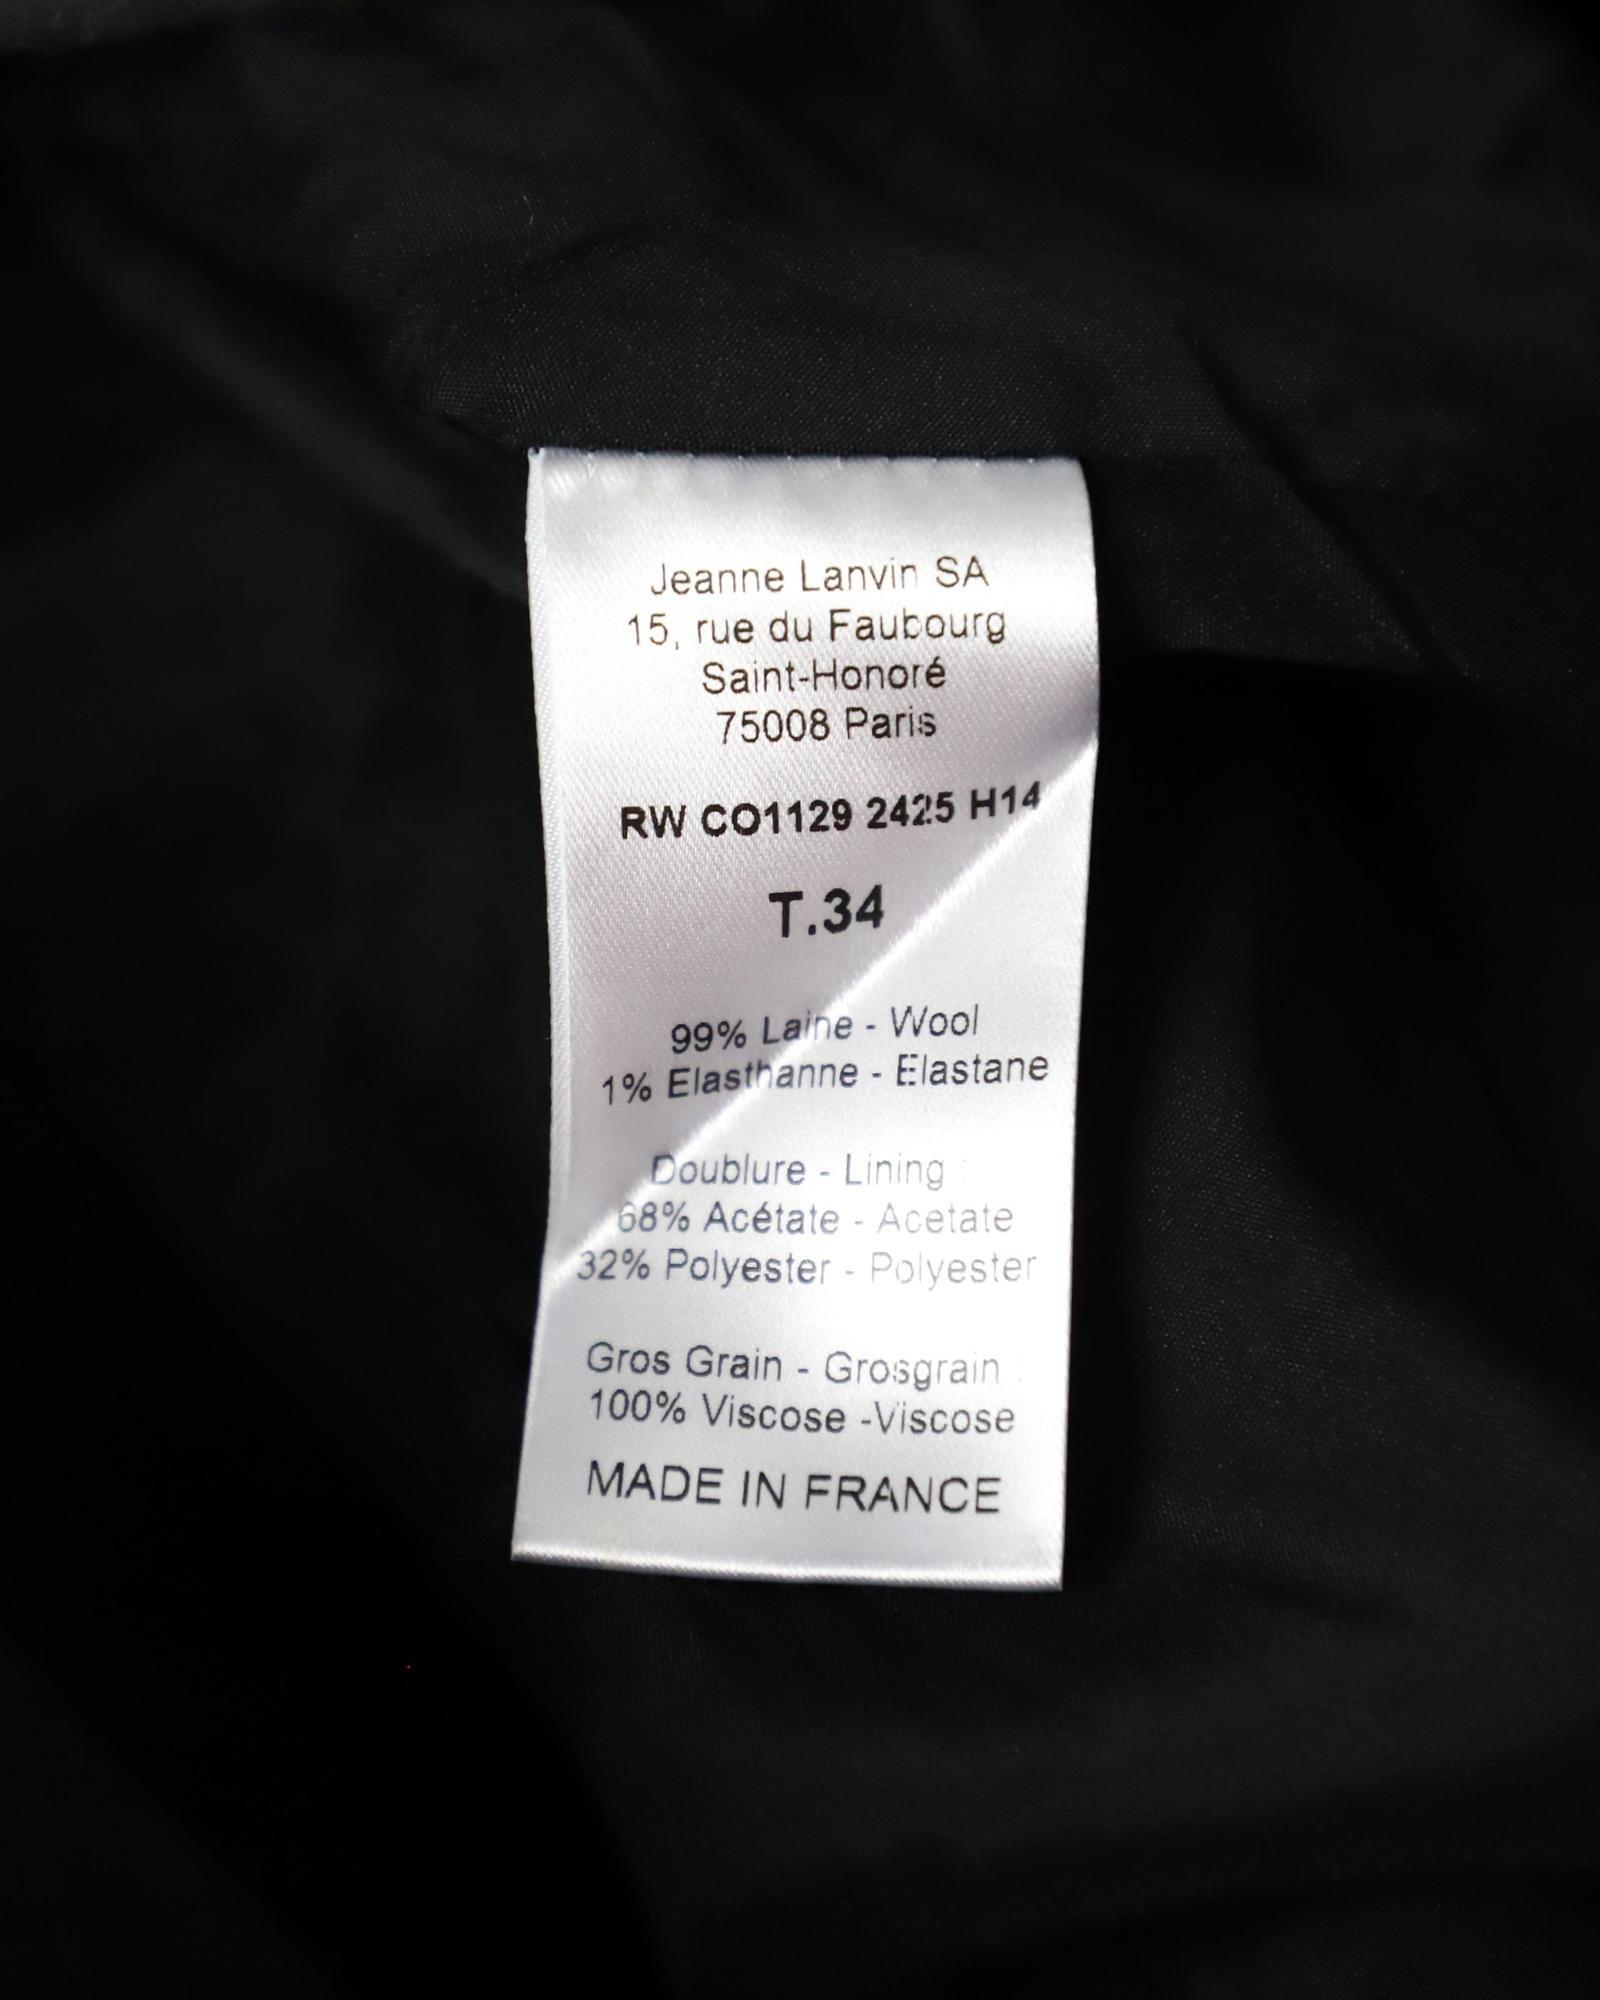 Jeanne Lanvin SA
15, rue du Faubourg
Saint-Honoré
75008 Paris
RW CO1129 2425 H14
T.34
99% Laine - Wool
1% Elasthanne - Elastane
Doublure - Lining :
68% Acétate - Acetate
32% Polyester - Polyester
Gros Grain - Grosgrain :
100% Viscose -Viscose
MADE IN FRANCE